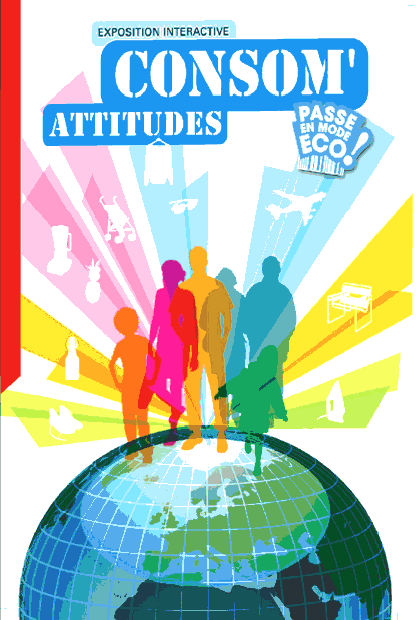 EXPOSITION INTERACTIVE
CONSOM'
ATTITUDES
PASSE
EN MODE
ECO!